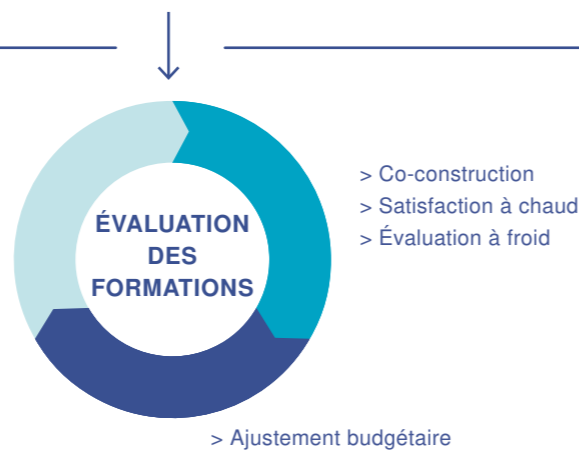 ÉVALUATION
DES
FORMATIONS
> Co-construction
> Satisfaction à chaud
> Évaluation à froid
> Ajustement budgétaire